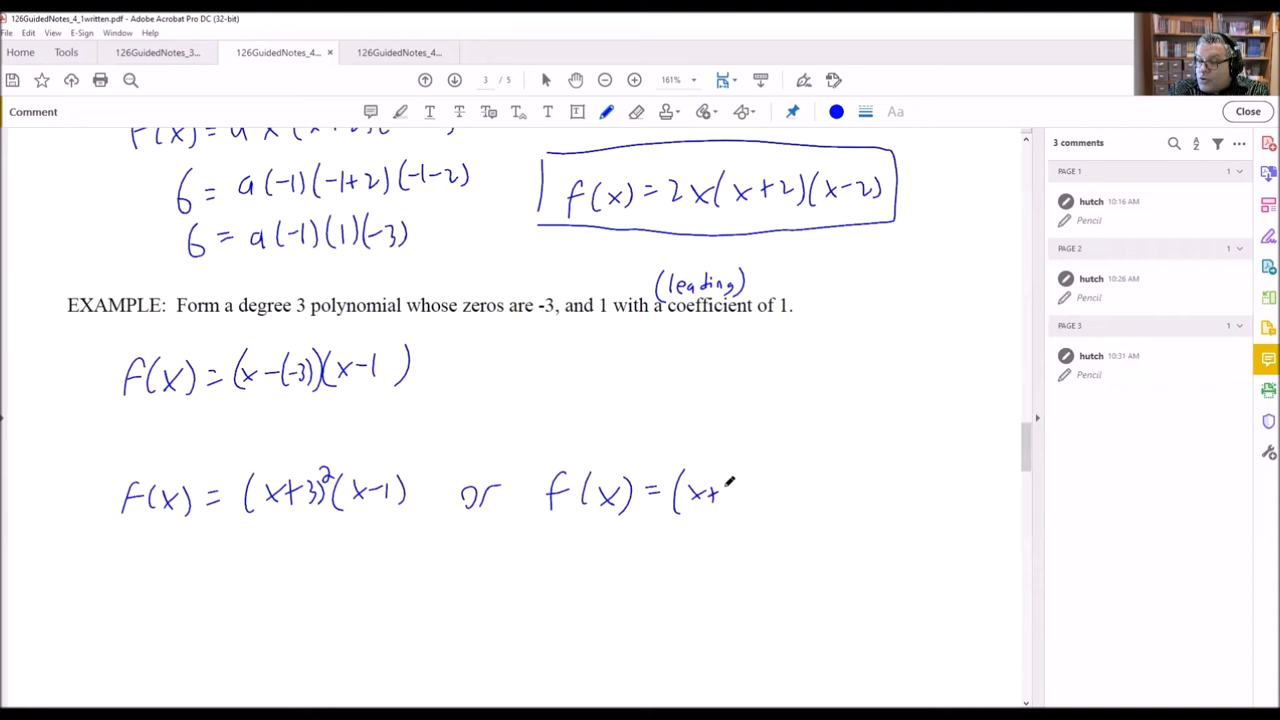 126GuidedNotes_4_1written.pdf - Adobe Acrobat Pro DC (32-bit)
File Edit View E-Sign Window Help
Home Tools 126GuidedNotes_3... 126GuidedNotes_4... × 126GuidedNotes_4...
3 / 5 161%
Comment Close
3 comments
PAGE 1 1
hutch 10:16 AM
Pencil
PAGE 2 1
hutch 10:26 AM
Pencil
PAGE 3 1
hutch 10:31 AM
Pencil
6 = a(-1)(-1+2)(-1-2)
f(x) = 2x(x+2)(x-2)
6 = a(-1)(1)(-3)
(leading)
EXAMPLE: Form a degree 3 polynomial whose zeros are -3, and 1 with a coefficient of 1.
f(x) = (x-(-3))(x-1 )
f(x) = (x+3)²(x-1) or f(x) = (x+